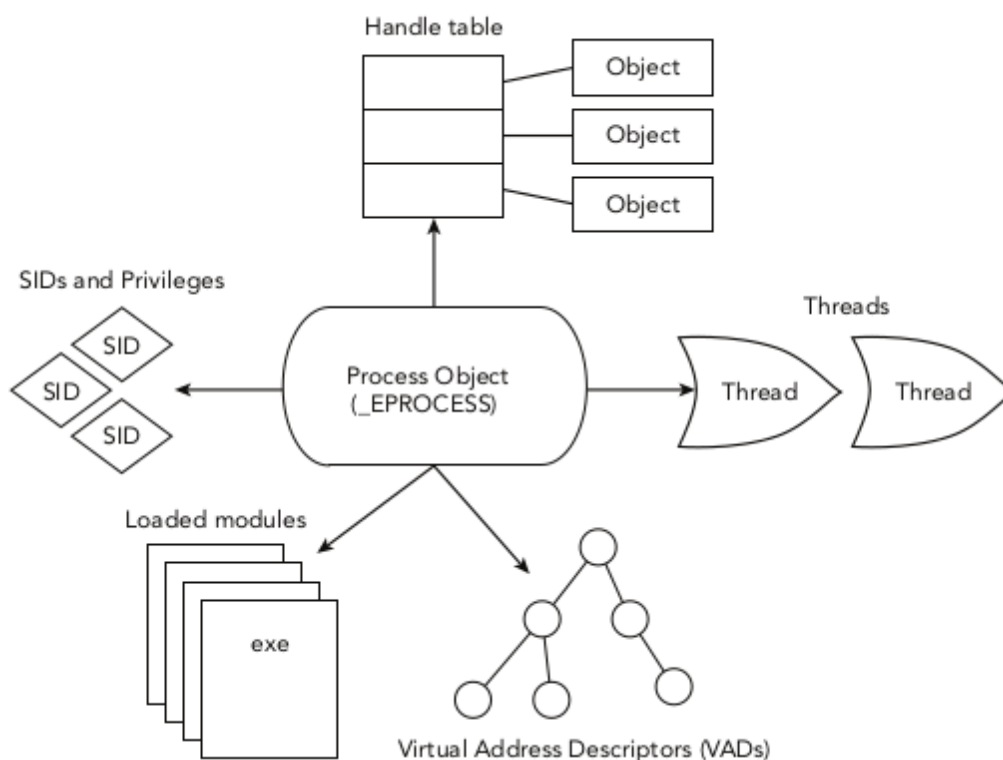 Handle table
Object
Object
Object
SIDs and Privileges
SID
SID
SID
Process Object
(_EPROCESS)
Threads
Thread
Thread
Loaded modules
exe
Virtual Address Descriptors (VADs)